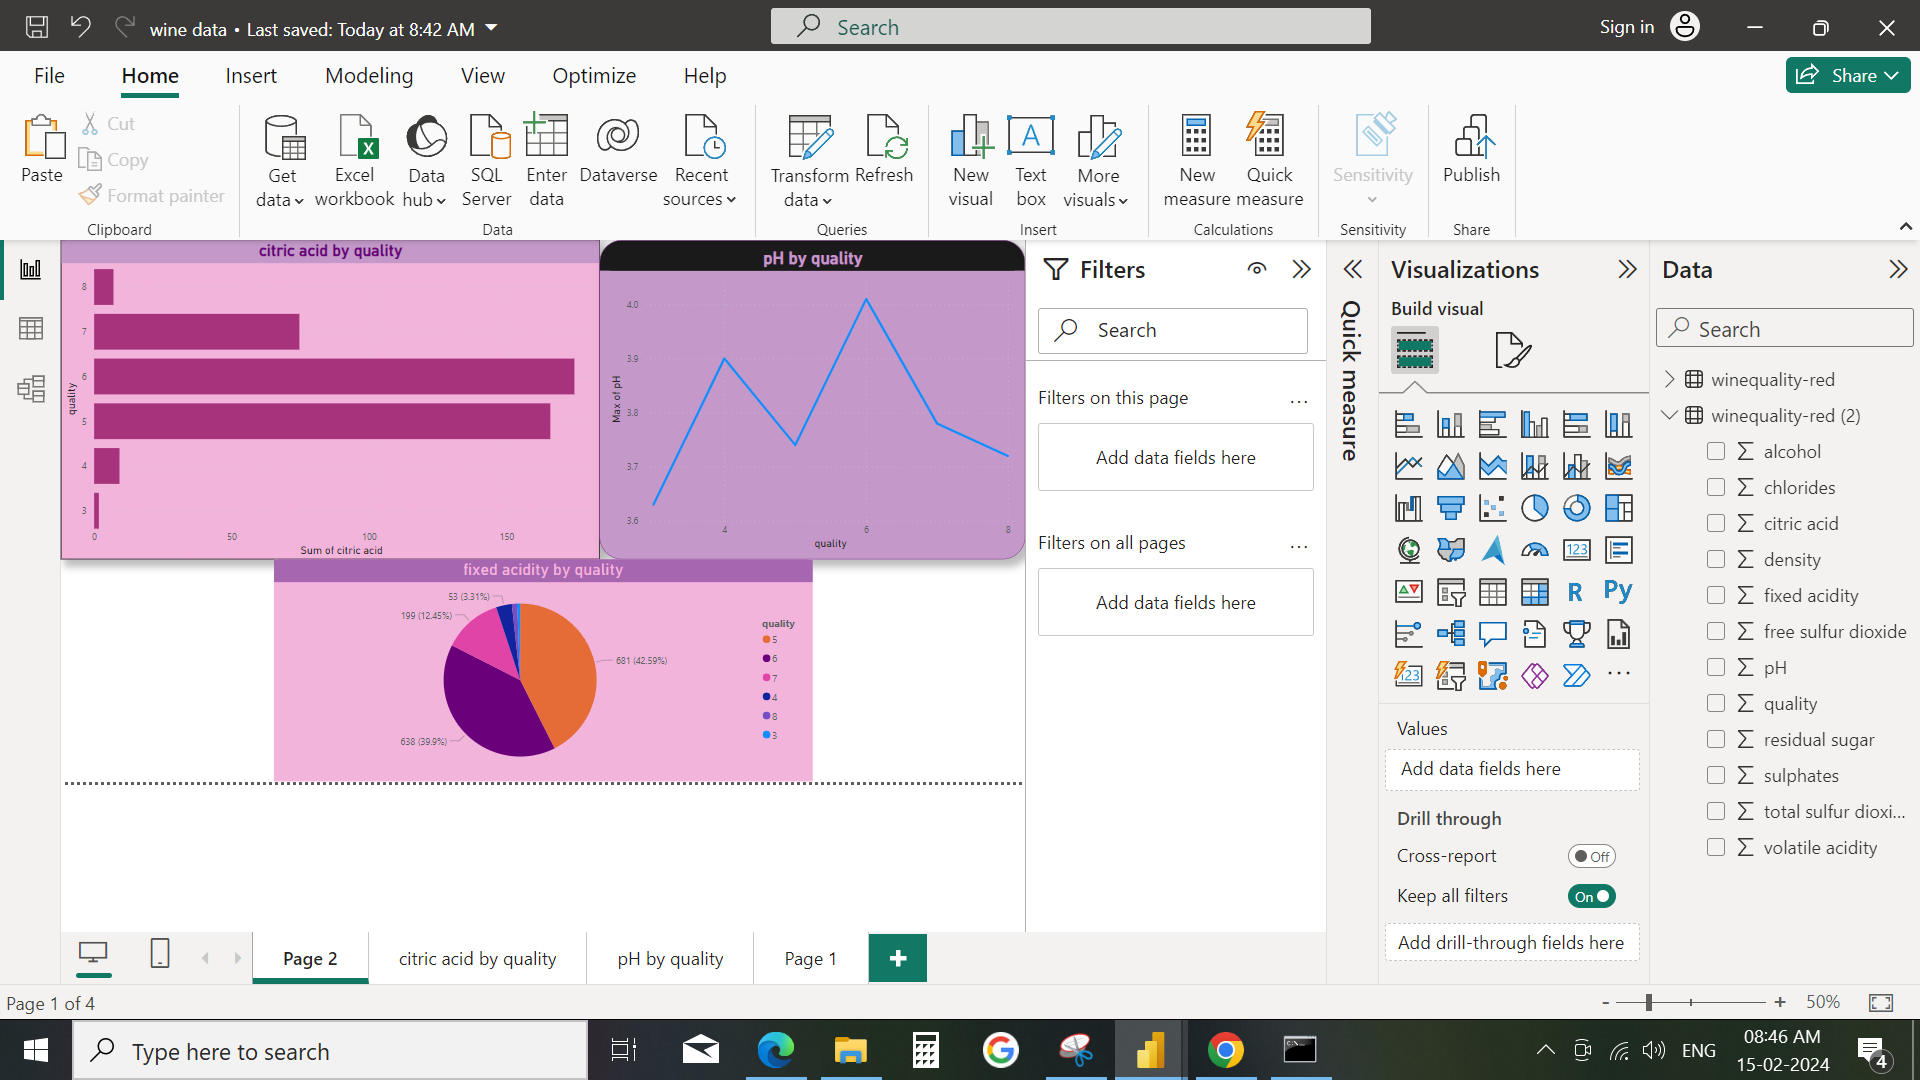 wine data • Last saved: Today at 8:42 AM
Search
Sign in
File
Home
Insert
Modeling
View
Optimize
Help
Share
Paste
Cut
Copy
Format painter
Get data
Excel workbook
Data hub
SQL Server
Enter data
Dataverse
Recent sources
Transform data
Refresh
New visual
Text box
More visuals
New measure
Quick measure
Sensitivity
Publish
Clipboard
Data
Queries
Insert
Calculations
Sensitivity
Share
citric acid by quality
quality
8
7
6
5
4
3
0
50
100
150
Sum of citric acid
pH by quality
Max of pH
4.0
3.9
3.8
3.7
3.6
4
6
8
quality
fixed acidity by quality
53 (3.31%)
199 (12.45%)
681 (42.59%)
638 (39.9%)
quality
5
6
7
4
8
3
Filters
Search
Filters on this page
...
Add data fields here
Filters on all pages
...
Add data fields here
Quick measure
Visualizations
Build visual
123
R
Py
123
...
Values
Add data fields here
Drill through
Cross-report
Off
Keep all filters
On
Add drill-through fields here
Data
Search
winequality-red
winequality-red (2)
alcohol
chlorides
citric acid
density
fixed acidity
free sulfur dioxide
pH
quality
residual sugar
sulphates
total sulfur dioxi...
volatile acidity
Page 2
citric acid by quality
pH by quality
Page 1
+
Page 1 of 4
- + 50%
Type here to search
ENG
08:46 AM
15-02-2024
4